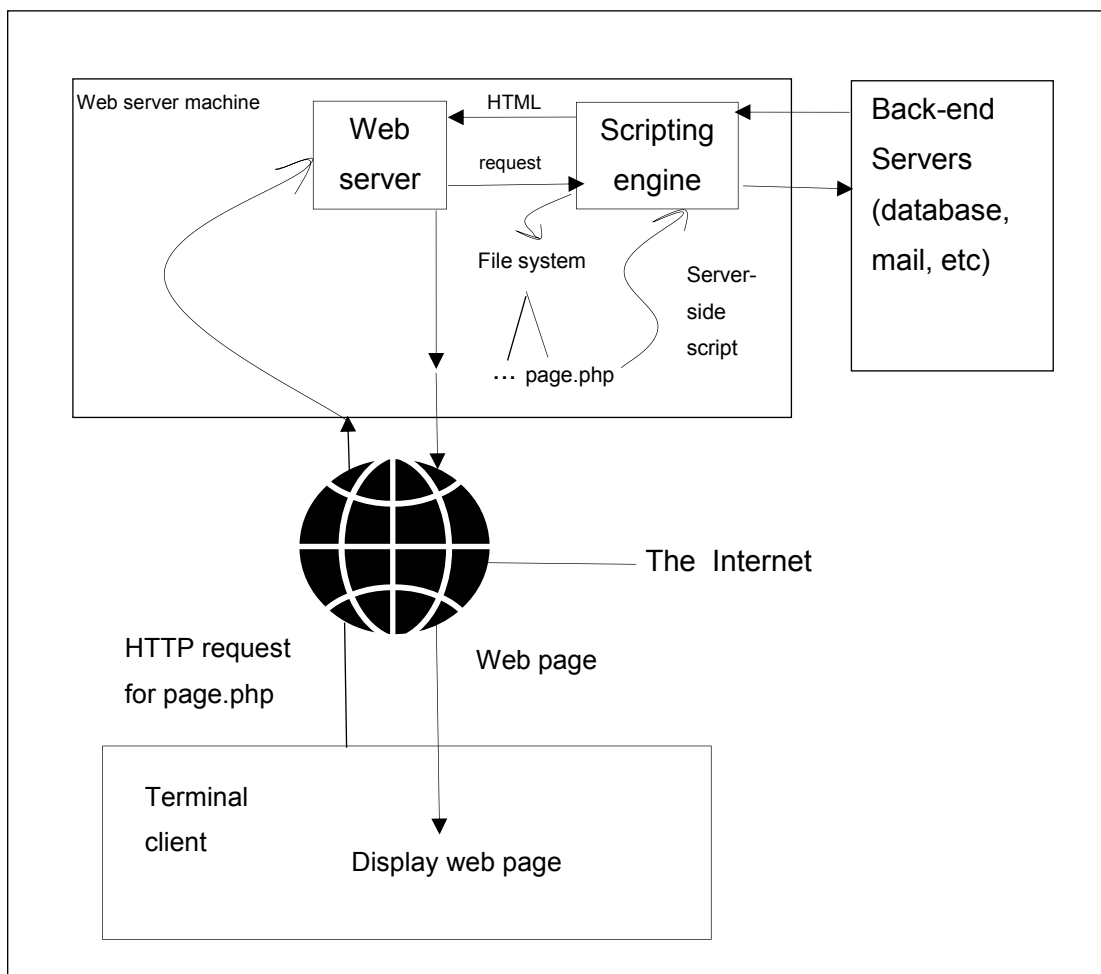 Web server machine
Web
server
HTML
request
Scripting
engine
Back-end
Servers
(database,
mail, etc)
File system
... page.php
Server-
side
script
The Internet
HTTP request
for page.php
Web page
Terminal
client
Display web page